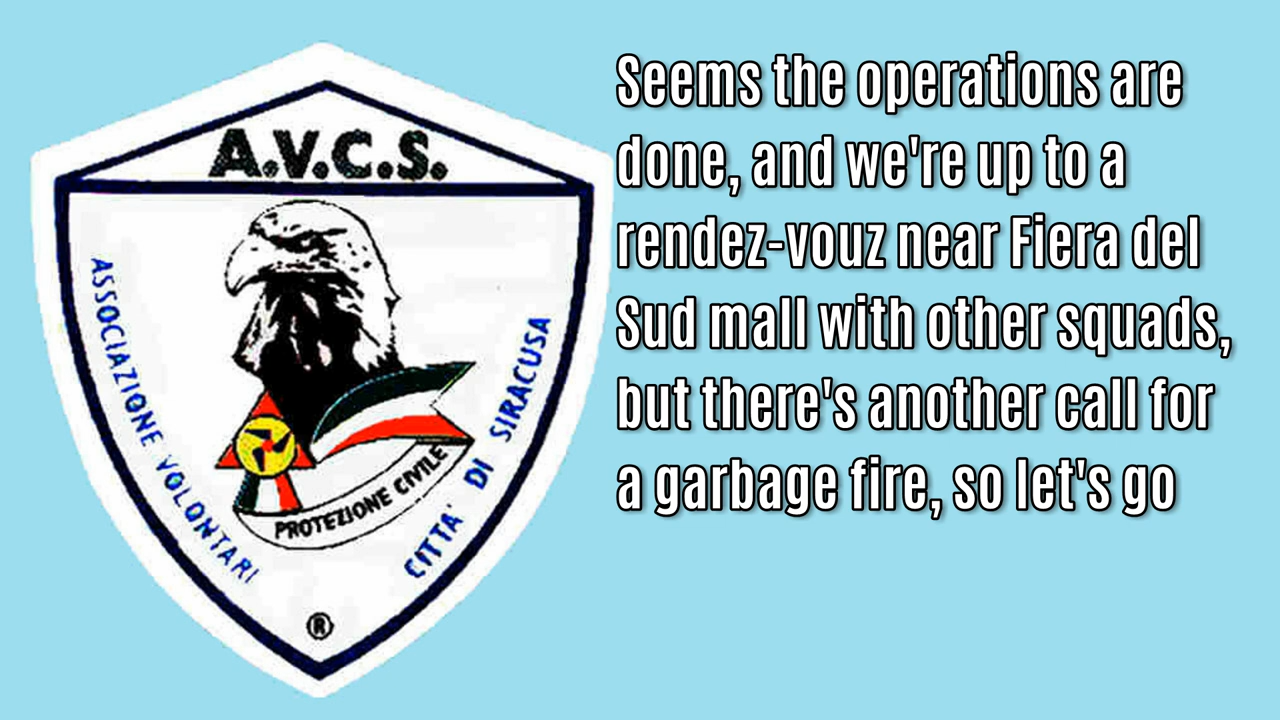 A.V.C.S.
ASSOCIAZIONE VOLONTARI
CITTA' DI SIRACUSA
PROTEZIONE CIVILE
®
Seems the operations are
done, and we're up to a
rendez-vouz near Fiera del
Sud mall with other squads,
but there's another call for
a garbage fire, so let's go